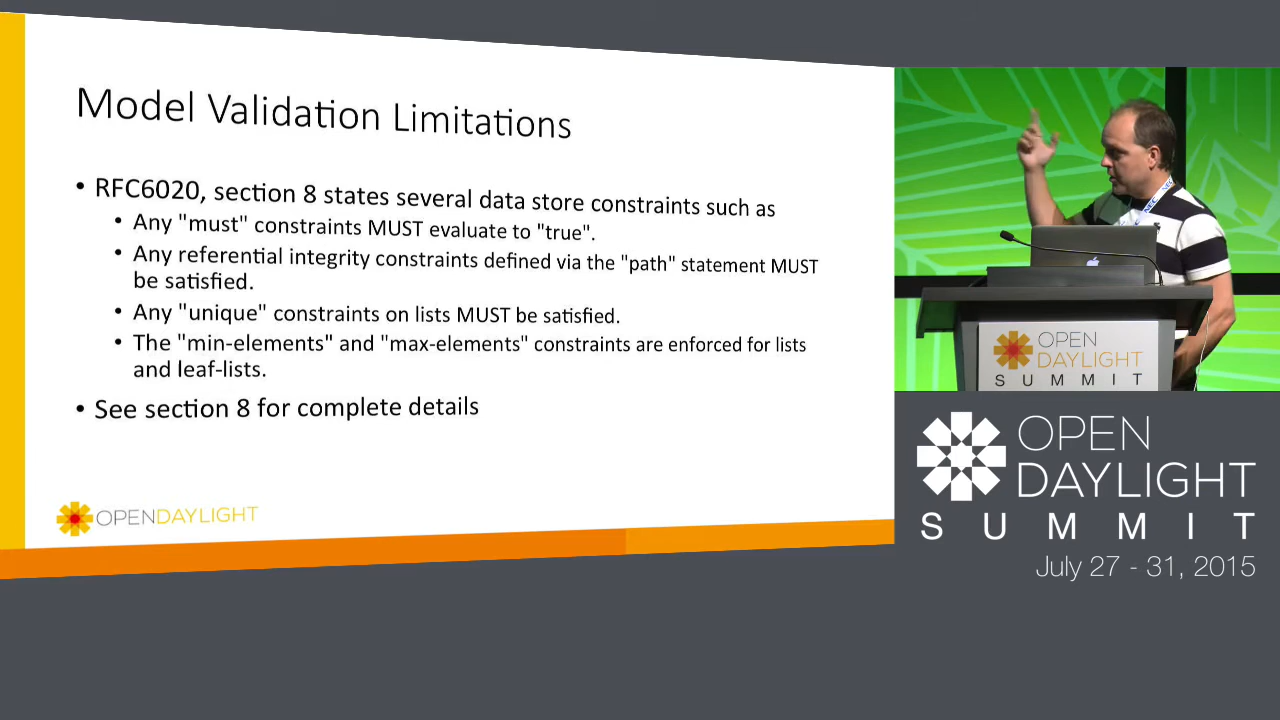 Model Validation Limitations
• RFC6020, section 8 states several data store constraints such as
• Any "must" constraints MUST evaluate to "true".
• Any referential integrity constraints defined via the "path" statement MUST
be satisfied.
• Any "unique" constraints on lists MUST be satisfied.
• The "min-elements" and "max-elements" constraints are enforced for lists
and leaf-lists.
• See section 8 for complete details
OPENDAYLIGHT
NEC
OPEN
DAYLIGHT
SUMMIT
OPEN
DAYLIGHT
SUMMIT
July 27 - 31, 2015